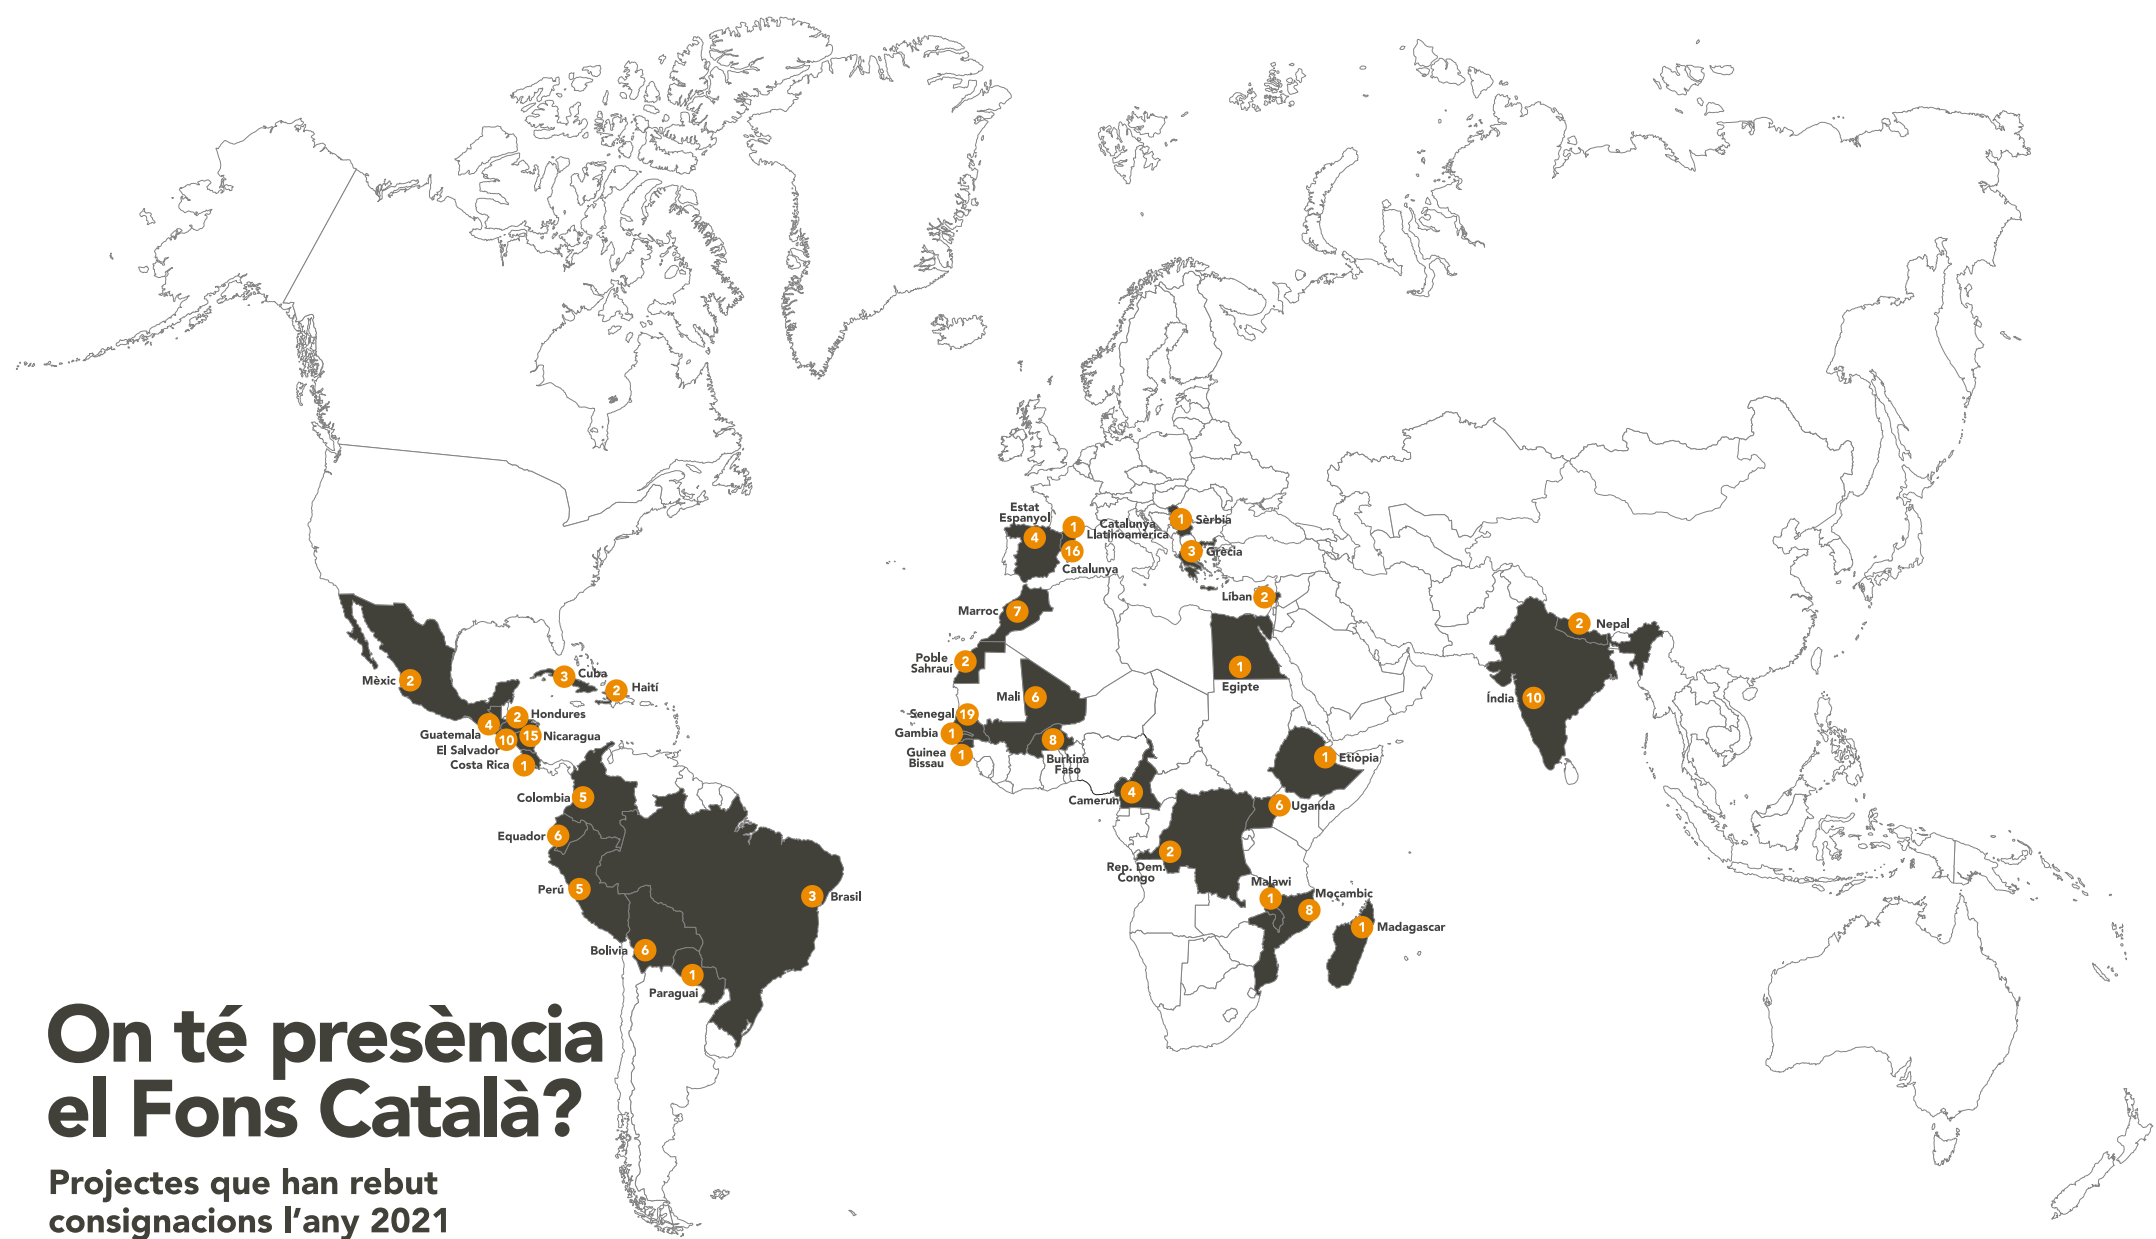 Estat
Espanyol
4
1
Catalunya
Llatinoamèrica
16
Catalunya
1
Sèrbia
3
Grècia
Líban
2
Marroc
7
Poble
Sahrauí
2
Mali
6
Egipte
1
Senegal
19
Gambia
1
Guinea
Bissau
1
8
Burkina
Faso
Camerun
4
1
Etiòpia
6
Uganda
2
Rep. Dem.
Congo
Malawi
1
Moçambic
8
1
Madagascar
2
Nepal
Índia
10
Mèxic
2
3
Cuba
2
Haití
2
Hondures
4
Guatemala
10
El Salvador
15
Nicaragua
Costa Rica
1
Colombia
5
Equador
6
Perú
5
3
Brasil
Bolivia
6
1
Paraguai
On té presència
el Fons Català?
Projectes que han rebut
consignacions l'any 2021